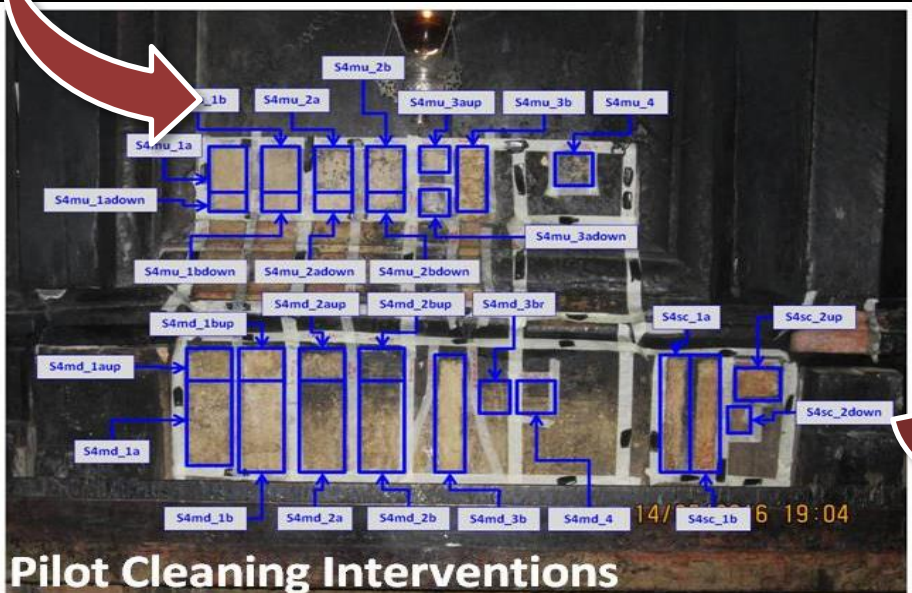 S4mu_2b
_1b S4mu_2a S4mu_3aup S4mu_3b S4mu_4
S4mu_1a
S4mu_1adown
S4mu_3adown
S4mu_1bdown S4mu_2adown S4mu_2bdown
S4md_2aup S4md_2bup S4md_3br
S4md_1bup S4sc_1a S4sc_2up
S4md_1aup
S4sc_2down
S4md_1a
S4md_1b S4md_2a S4md_2b S4md_3b S4md_4 14/ S4sc_1b 6 19:04
Pilot Cleaning Interventions